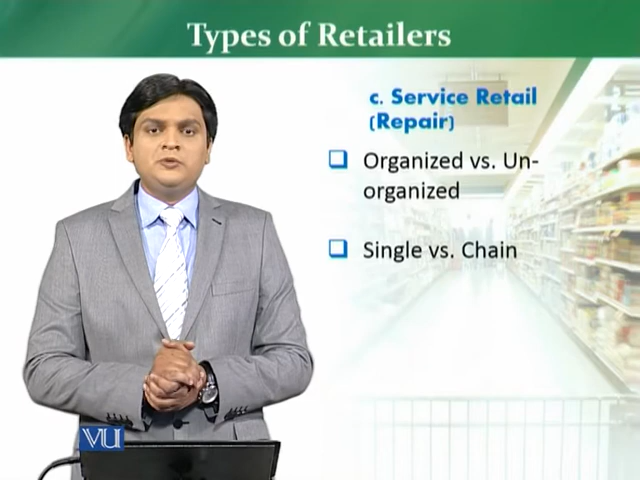 Types of Retailers
c. Service Retail
(Repair)
Organized vs. Un-
organized
Single vs. Chain
VU